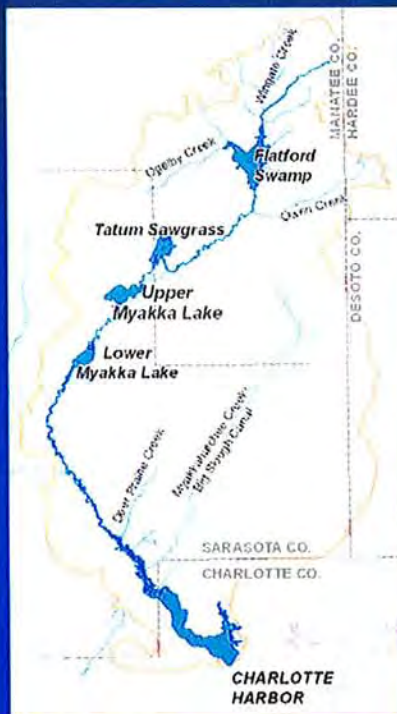 Wingate Creek
MANATEE CO.
HARDEE CO.
Ogelby Creek
Flatford
Swamp
Owen Creek
Tatum Sawgrass
DESOTO CO.
Upper
Myakka Lake
Lower
Myakka Lake
Deer Prairie Creek
Myakkahatchee Creek-
Big Slough Canal
SARASOTA CO.
CHARLOTTE CO.
CHARLOTTE
HARBOR